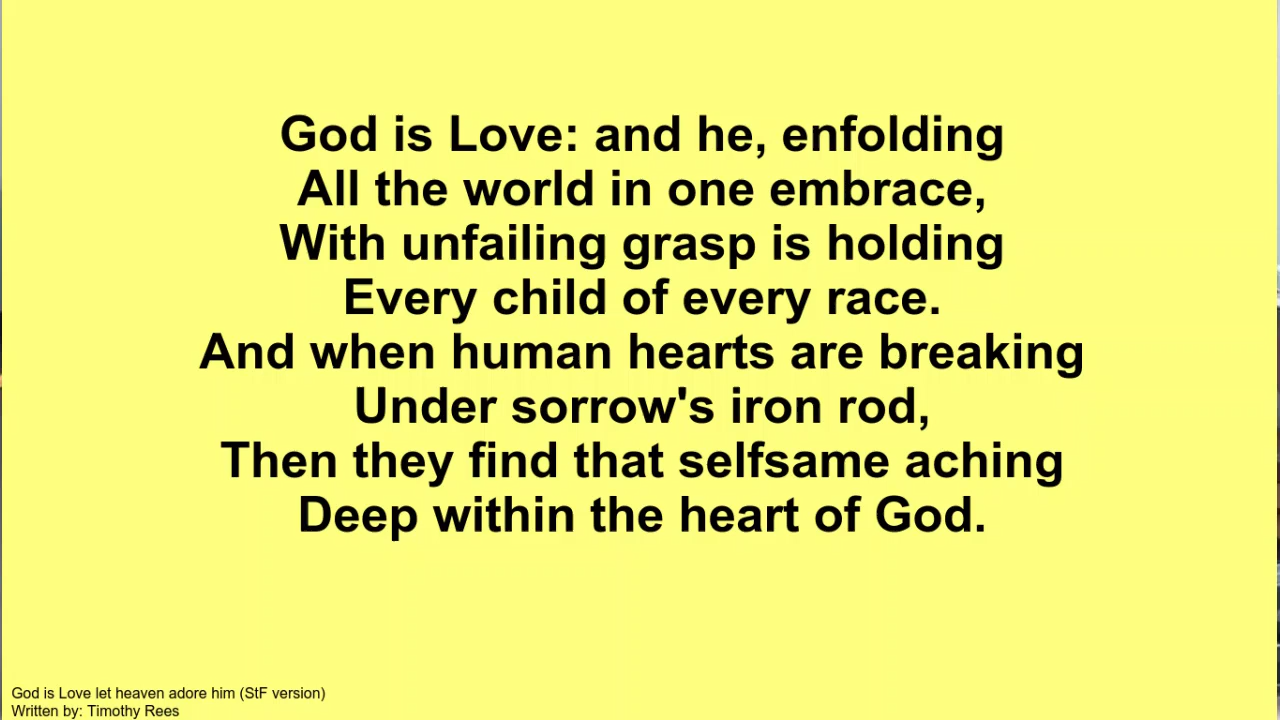 God is Love: and he, enfolding
All the world in one embrace,
With unfailing grasp is holding
Every child of every race.
And when human hearts are breaking
Under sorrow's iron rod,
Then they find that selfsame aching
Deep within the heart of God.
God is Love let heaven adore him (StF version)
Written by: Timothy Rees